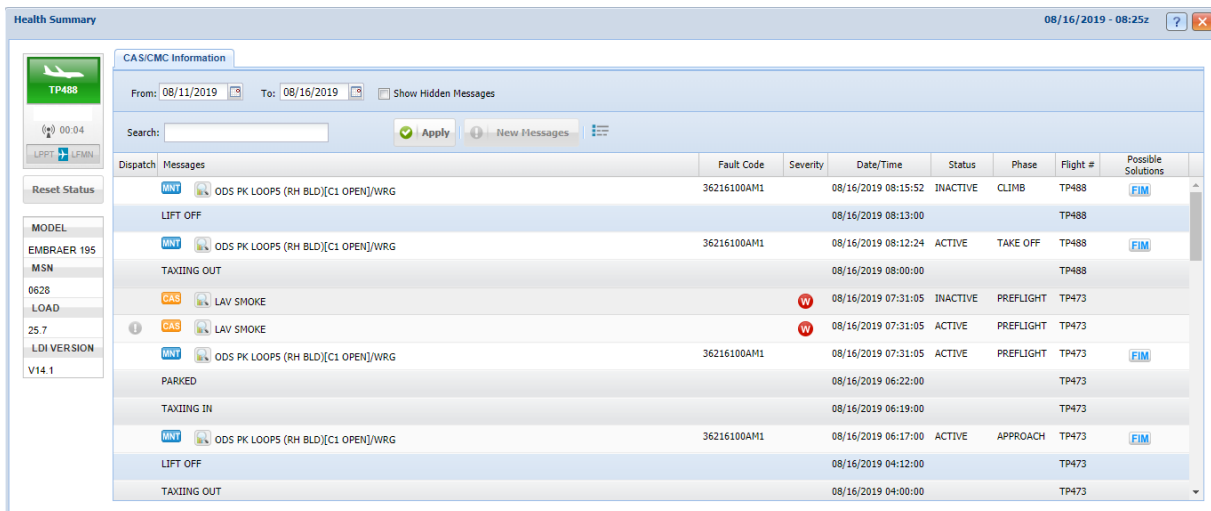 Health Summary 08/16/2019 - 08:25z ?
CAS/CMC Information
TP488
From: 08/11/2019 To: 08/16/2019 Show Hidden Messages
00:04
Search: Apply New Messages
LPPT LFMN
Dispatch Messages Fault Code Severity Date/Time Status Phase Flight # Possible Solutions
Reset Status
MNT ODS PK LOOP5 (RH BLD)[C1 OPEN]/WRG 36216100AM1 08/16/2019 08:15:52 INACTIVE CLIMB TP488 FIM
LIFT OFF 08/16/2019 08:13:00 TP488
MNT ODS PK LOOP5 (RH BLD)[C1 OPEN]/WRG 36216100AM1 08/16/2019 08:12:24 ACTIVE TAKE OFF TP488 FIM
TAXIING OUT 08/16/2019 08:00:00 TP488
CAS LAV SMOKE W 08/16/2019 07:31:05 INACTIVE PREFLIGHT TP473
! CAS LAV SMOKE W 08/16/2019 07:31:05 ACTIVE PREFLIGHT TP473
MNT ODS PK LOOP5 (RH BLD)[C1 OPEN]/WRG 36216100AM1 08/16/2019 07:31:05 ACTIVE PREFLIGHT TP473 FIM
PARKED 08/16/2019 06:22:00 TP473
TAXIING IN 08/16/2019 06:19:00 TP473
MNT ODS PK LOOP5 (RH BLD)[C1 OPEN]/WRG 36216100AM1 08/16/2019 06:17:00 ACTIVE APPROACH TP473 FIM
LIFT OFF 08/16/2019 04:12:00 TP473
TAXIING OUT 08/16/2019 04:00:00 TP473
MODEL
EMBRAER 195
MSN
0628
LOAD
25.7
LDI VERSION
V14.1